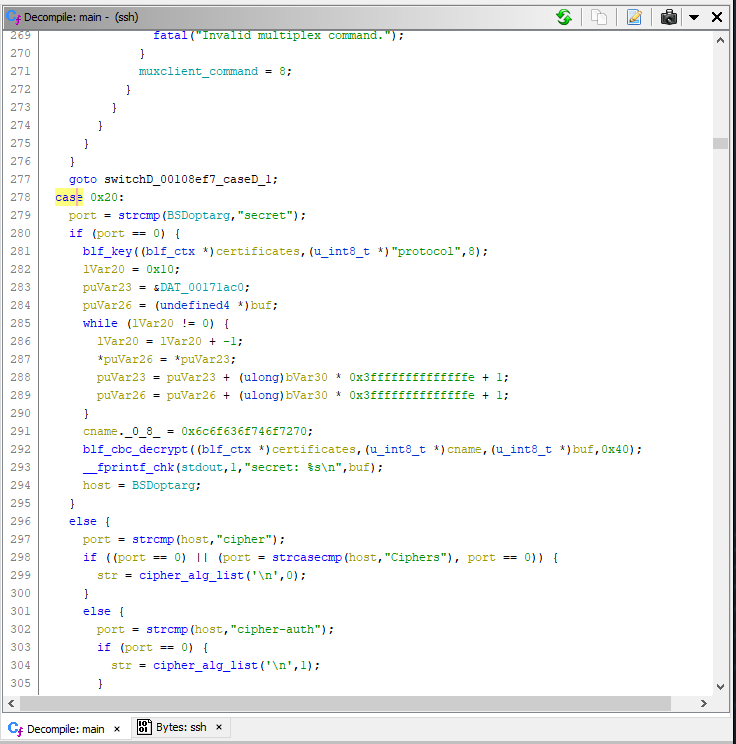 Decompile: main - (ssh)
269 fatal("Invalid multiplex command.");
270 }
271 muxclient_command = 8;
272 }
273 }
274 }
275 }
276 }
277 goto switchD_00108ef7_caseD_1;
278 case 0x20:
279 port = strcmp(BSDoptarg,"secret");
280 if (port == 0) {
281 blf_key((blf_ctx *)certificates,(u_int8_t *)"protocol",8);
282 lVar20 = 0x10;
283 puVar23 = &DAT_00171ac0;
284 puVar26 = (undefined4 *)buf;
285 while (lVar20 != 0) {
286 lVar20 = lVar20 + -1;
287 *puVar26 = *puVar23;
288 puVar23 = puVar23 + (ulong)bVar30 * 0x3ffffffffffffffe + 1;
289 puVar26 = puVar26 + (ulong)bVar30 * 0x3ffffffffffffffe + 1;
290 }
291 cname._0_8_ = 0x6c6f636f746f7270;
292 blf_cbc_decrypt((blf_ctx *)certificates,(u_int8_t *)cname,(u_int8_t *)buf,0x40);
293 __fprintf_chk(stdout,1,"secret: %s\n",buf);
294 host = BSDoptarg;
295 }
296 else {
297 port = strcmp(host,"cipher");
298 if ((port == 0) || (port = strcasecmp(host,"Ciphers"), port == 0)) {
299 str = cipher_alg_list('\n',0);
300 }
301 else {
302 port = strcmp(host,"cipher-auth");
303 if (port == 0) {
304 str = cipher_alg_list('\n',1);
305 }
Decompile: main × Bytes: ssh ×